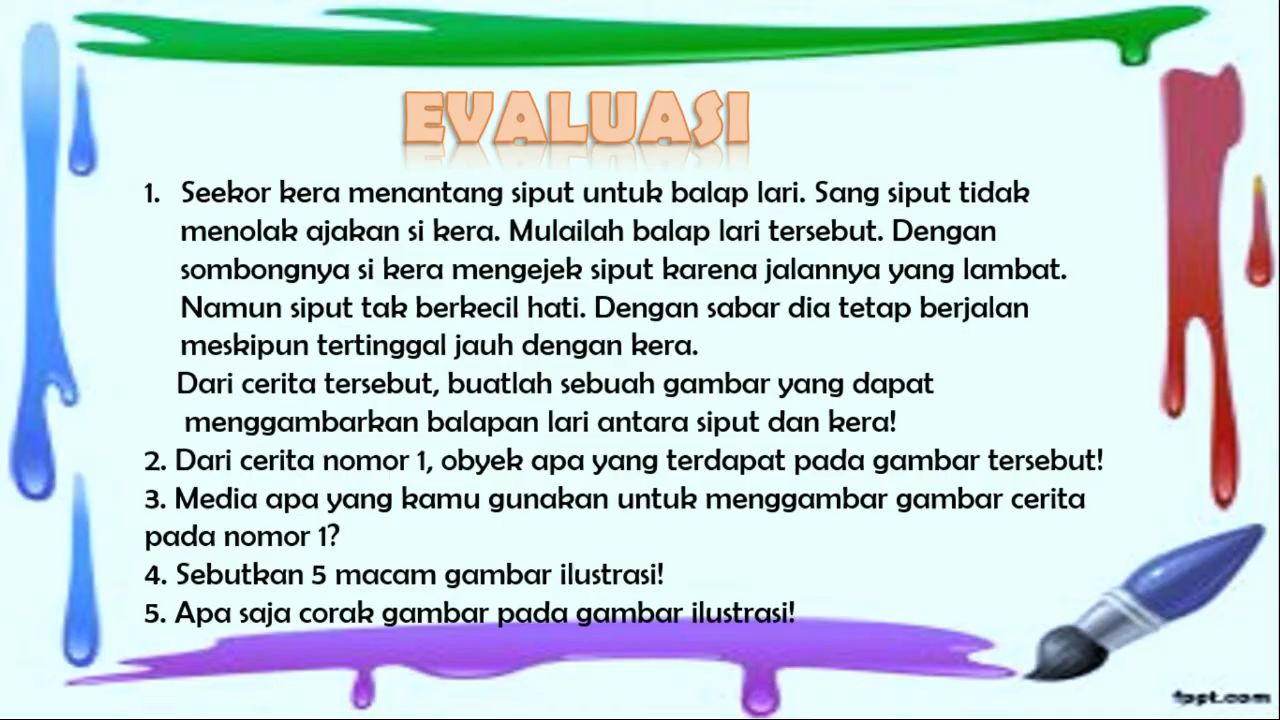 EVALUASI
1. Seekor kera menantang siput untuk balap lari. Sang siput tidak
menolak ajakan si kera. Mulailah balap lari tersebut. Dengan
sombongnya si kera mengejek siput karena jalannya yang lambat.
Namun siput tak berkecil hati. Dengan sabar dia tetap berjalan
meskipun tertinggal jauh dengan kera.
Dari cerita tersebut, buatlah sebuah gambar yang dapat
menggambarkan balapan lari antara siput dan kera!
2. Dari cerita nomor 1, obyek apa yang terdapat pada gambar tersebut!
3. Media apa yang kamu gunakan untuk menggambar gambar cerita
pada nomor 1?
4. Sebutkan 5 macam gambar ilustrasi!
5. Apa saja corak gambar pada gambar ilustrasi!
fppt.com